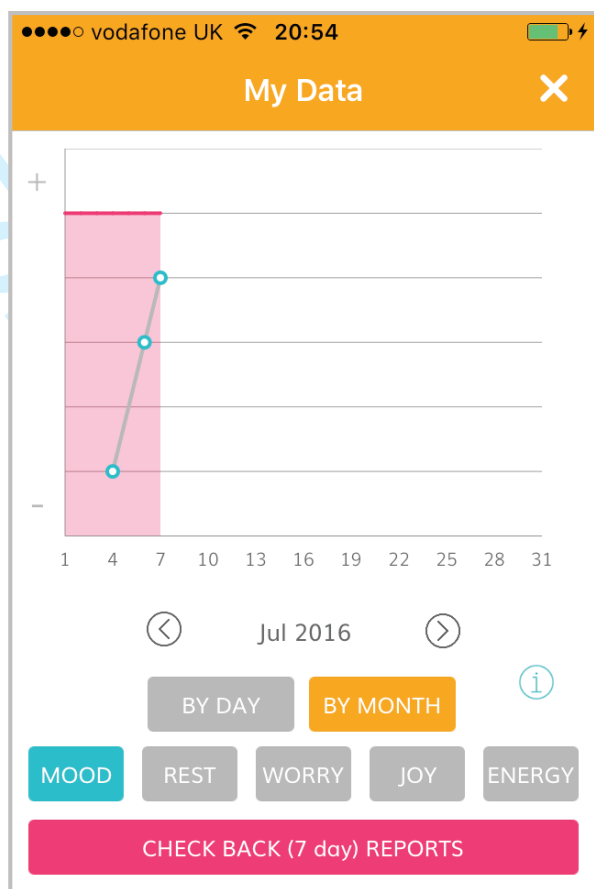 vodafone UK 20:54
My Data
+
-
1 4 7 10 13 16 19 22 25 28 31
Jul 2016
i
BY DAY BY MONTH
MOOD REST WORRY JOY ENERGY
CHECK BACK (7 day) REPORTS